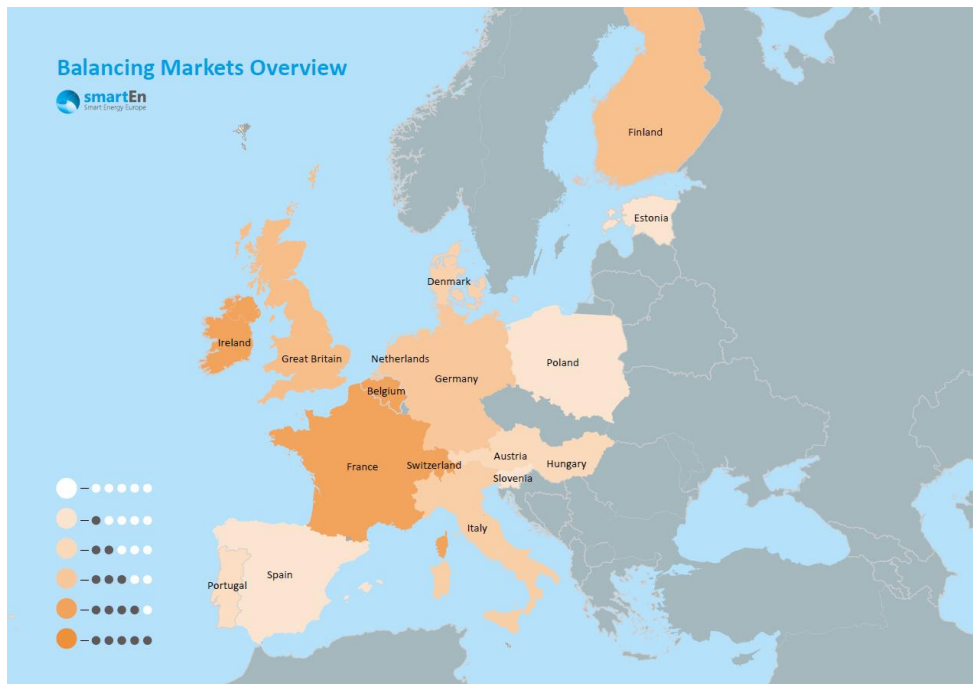 Balancing Markets Overview
smartEn
Smart Energy Europe
Finland
Estonia
Denmark
Ireland
Great Britain
Netherlands
Poland
Germany
Belgium
Austria
France
Switzerland
Hungary
Slovenia
Italy
Spain
Portugal